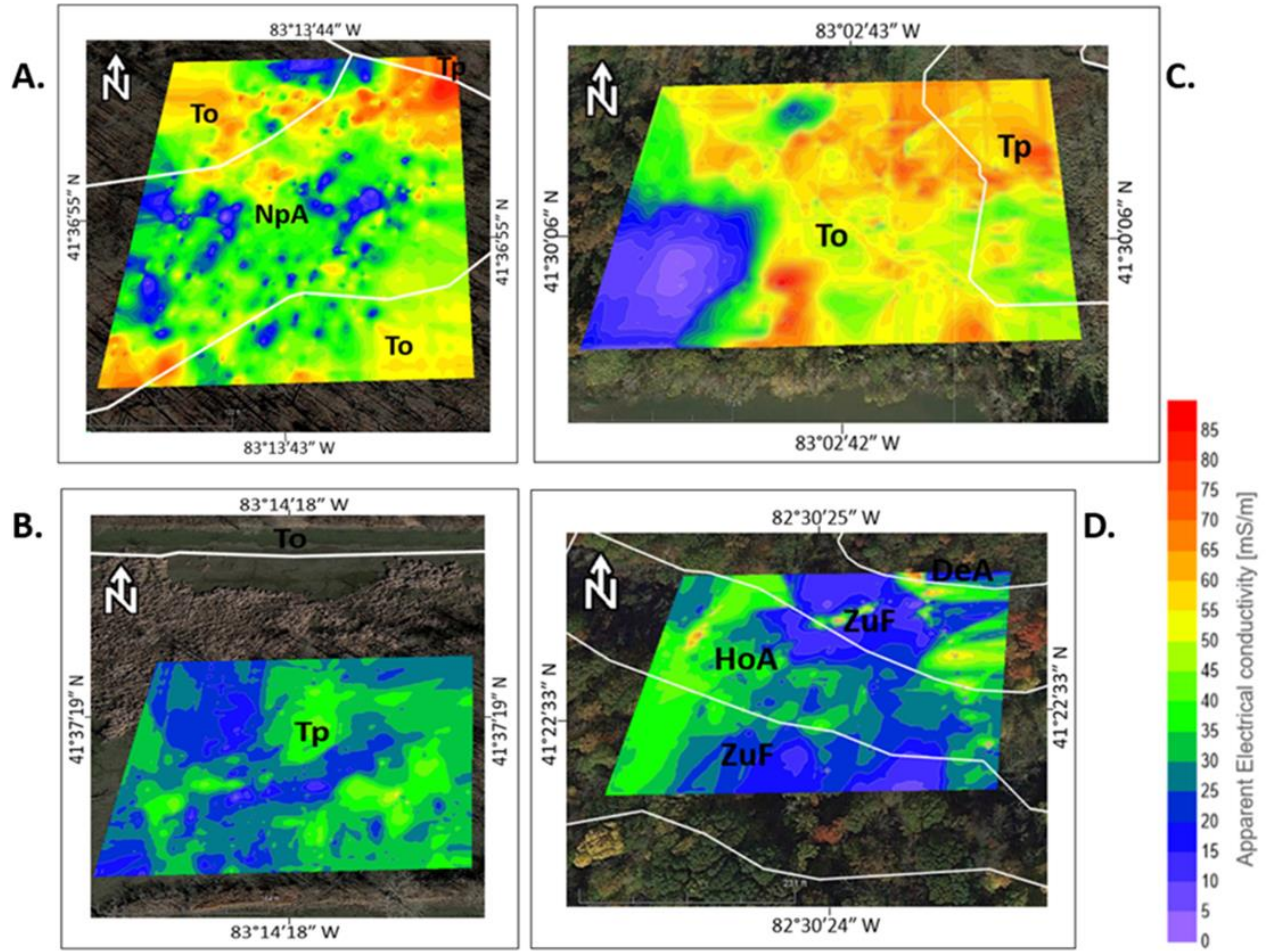 A.
83°13'44" W
N
To
Tp
NpA
To
41°36'55" N
41°36'55" N
83°13'43" W
C.
83°02'43" W
N
Tp
To
41°30'06" N
41°30'06" N
83°02'42" W
B.
83°14'18" W
To
N
Tp
41°37'19" N
41°37'19" N
83°14'18" W
D.
82°30'25" W
N
DeA
ZuF
HoA
ZuF
41°22'33" N
41°22'33" N
82°30'24" W
85
80
75
70
65
60
55
50
45
40
35
30
25
20
15
10
5
0
Apparent Electrical conductivity [mS/m]